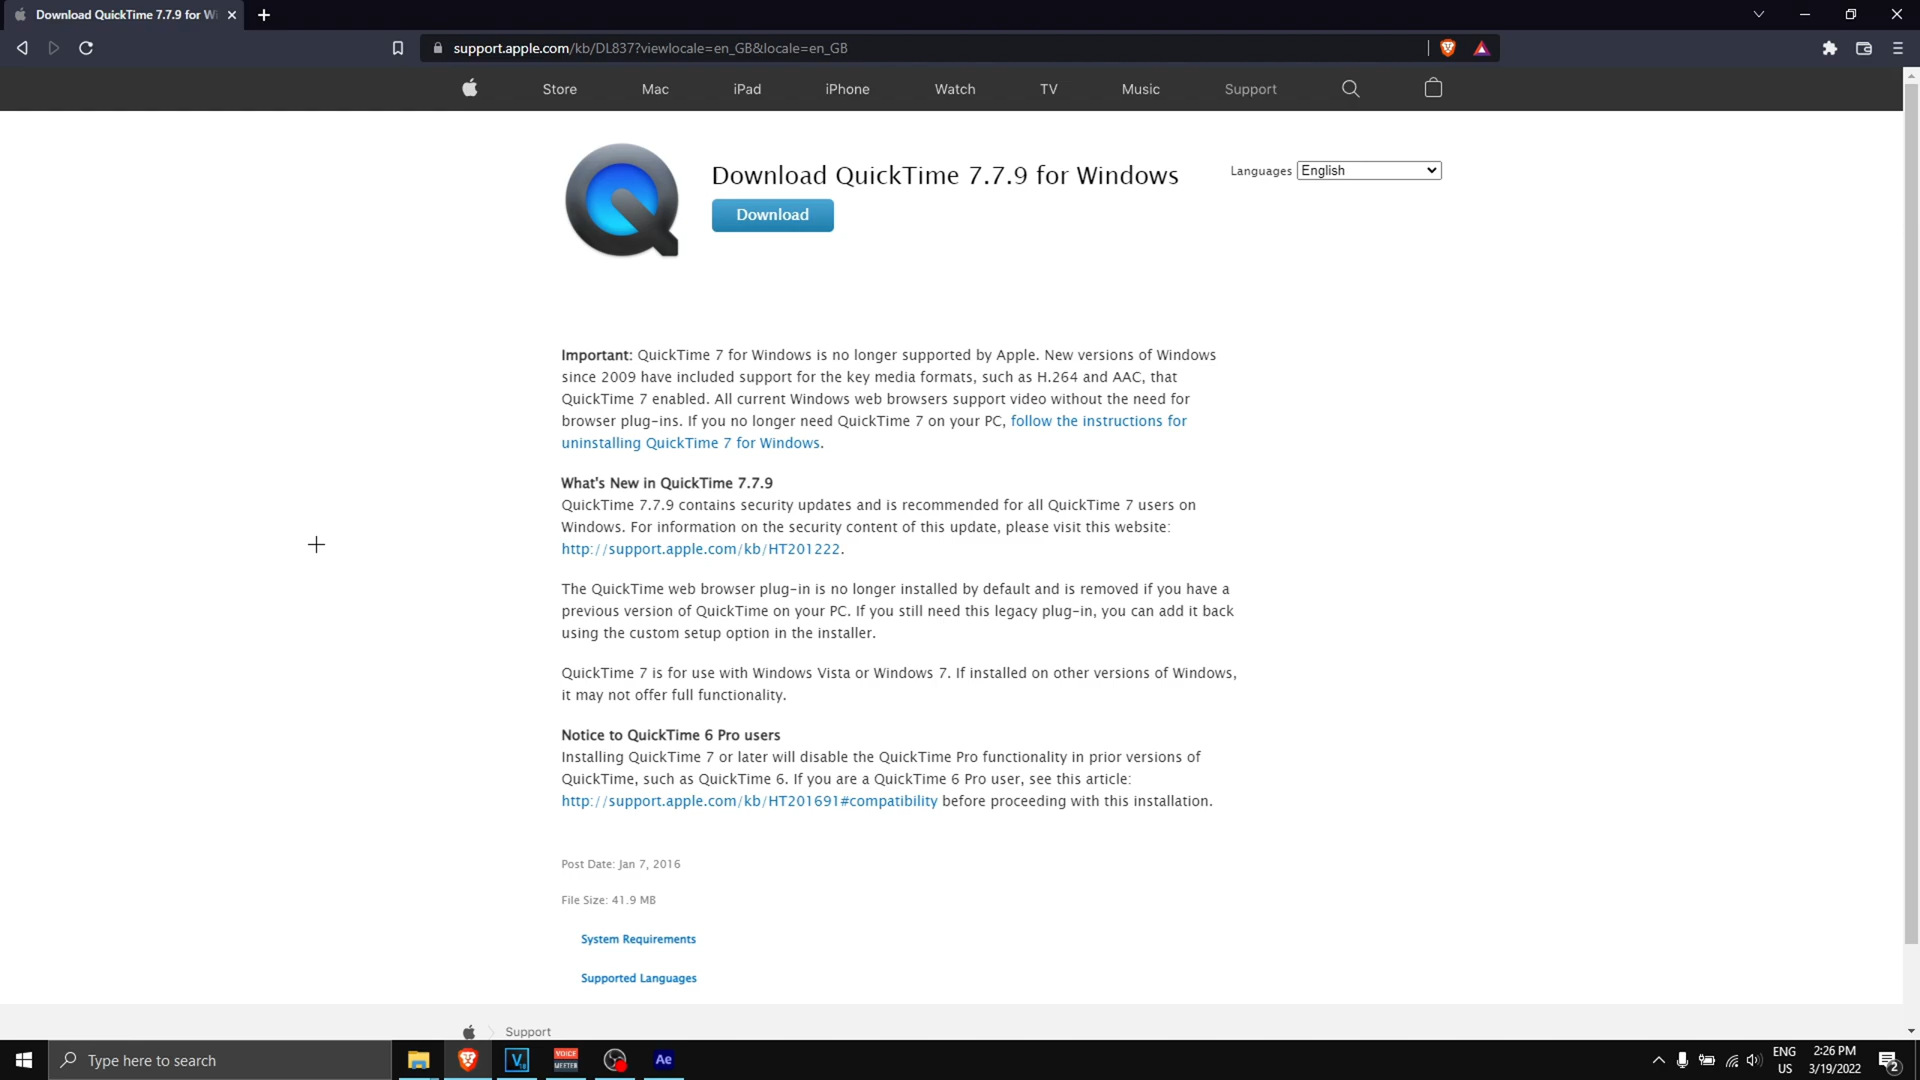 Download QuickTime 7.7.9 for Wi
support.apple.com/kb/DL837?viewlocale=en_GB&locale=en_GB
Store Mac iPad iPhone Watch TV Music Support
Download QuickTime 7.7.9 for Windows
Languages English
Download
Important: QuickTime 7 for Windows is no longer supported by Apple. New versions of Windows
since 2009 have included support for the key media formats, such as H.264 and AAC, that
QuickTime 7 enabled. All current Windows web browsers support video without the need for
browser plug-ins. If you no longer need QuickTime 7 on your PC, follow the instructions for
uninstalling QuickTime 7 for Windows.
What's New in QuickTime 7.7.9
QuickTime 7.7.9 contains security updates and is recommended for all QuickTime 7 users on
Windows. For information on the security content of this update, please visit this website:
http://support.apple.com/kb/HT201222.
The QuickTime web browser plug-in is no longer installed by default and is removed if you have a
previous version of QuickTime on your PC. If you still need this legacy plug-in, you can add it back
using the custom setup option in the installer.
QuickTime 7 is for use with Windows Vista or Windows 7. If installed on other versions of Windows,
it may not offer full functionality.
Notice to QuickTime 6 Pro users
Installing QuickTime 7 or later will disable the QuickTime Pro functionality in prior versions of
QuickTime, such as QuickTime 6. If you are a QuickTime 6 Pro user, see this article:
http://support.apple.com/kb/HT201691#compatibility before proceeding with this installation.
Post Date: Jan 7, 2016
File Size: 41.9 MB
System Requirements
Supported Languages
Support
Type here to search
V
VOICE
MEETER
Ae
ENG
US
2:26 PM
3/19/2022
2